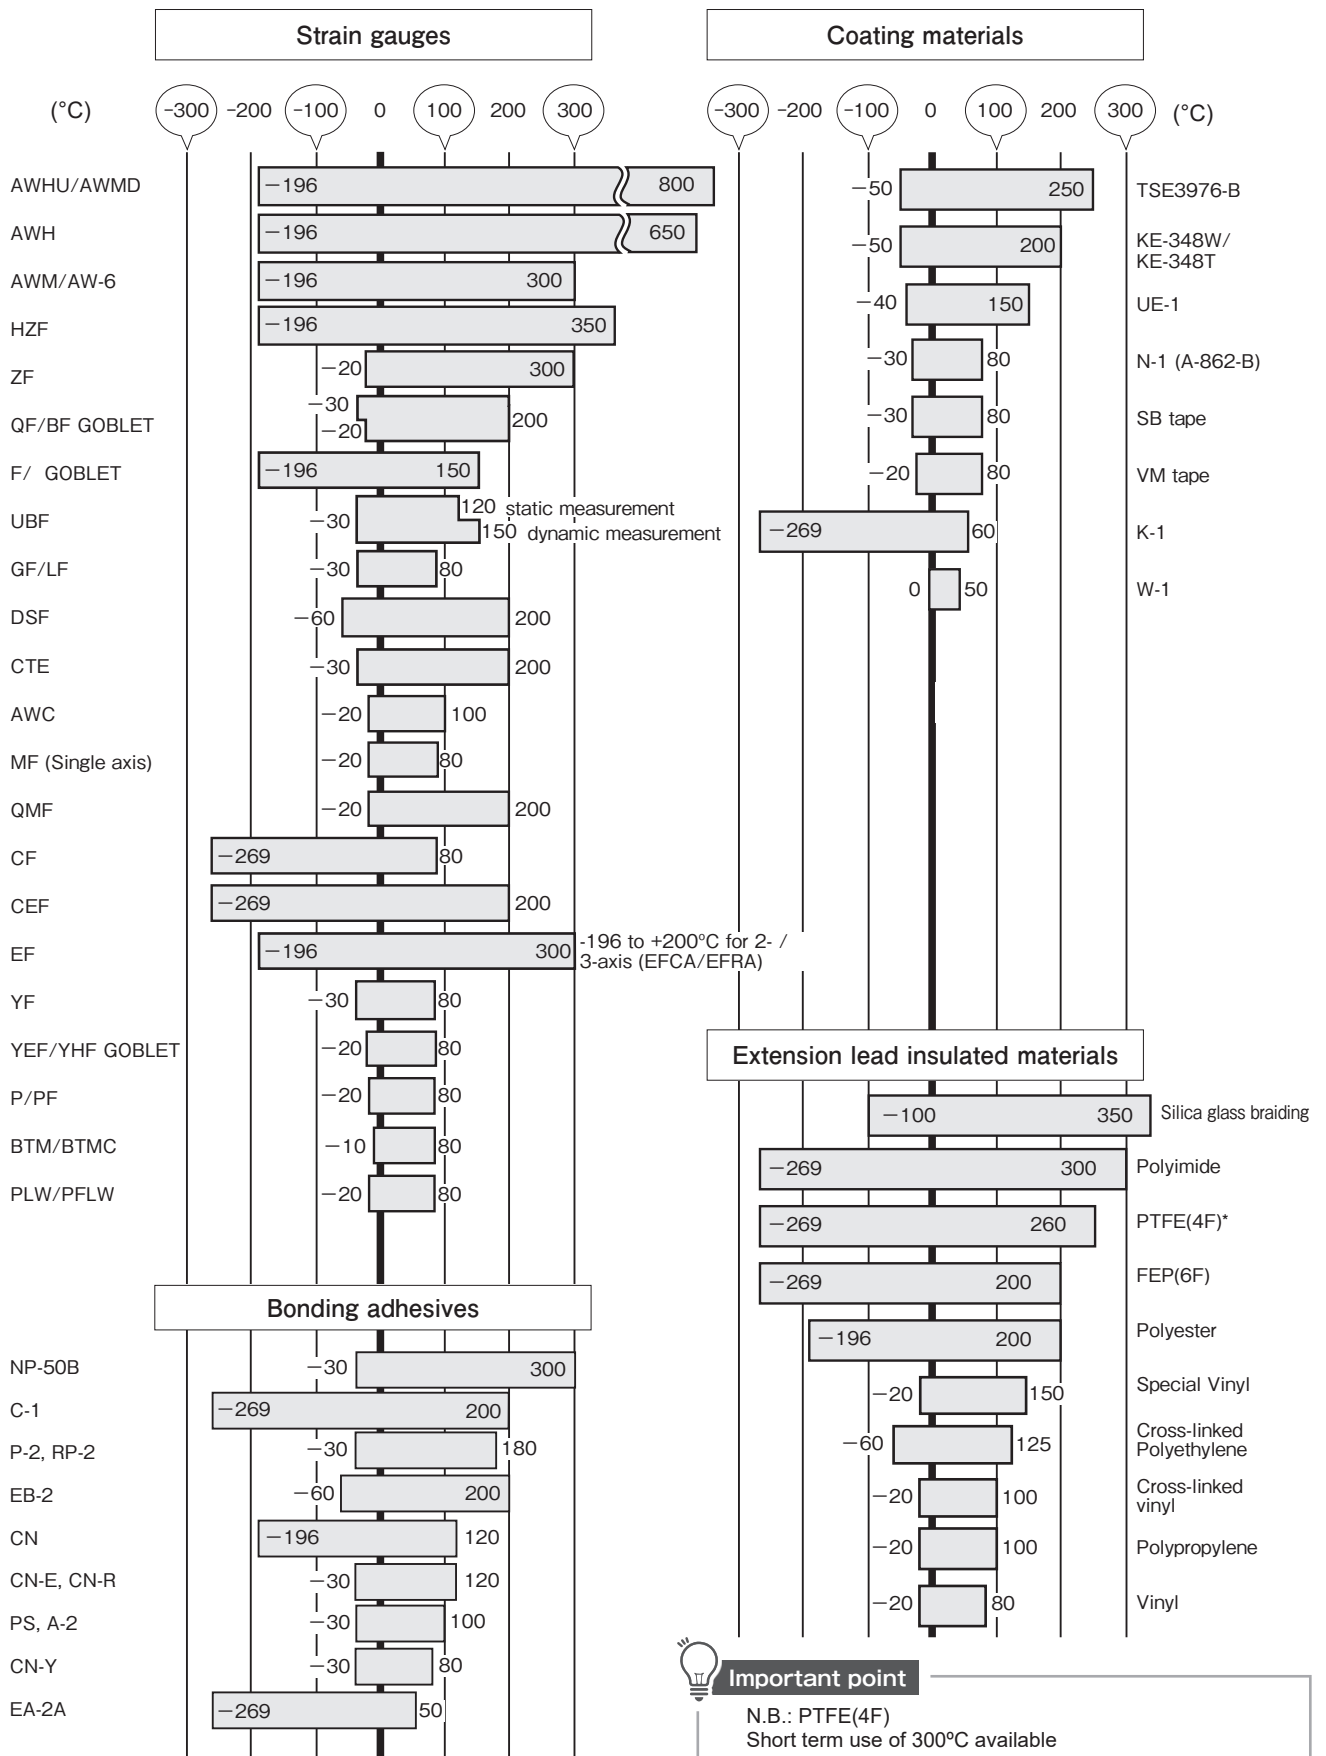 Strain gauges
(°C) -300 -200 -100 0 100 200 300
AWHU/AWMD −196 800
AWH −196 650
AWM/AW-6 −196 300
HZF −196 350
ZF −20 300
QF/BF GOBLET −30 −20 200
F/ GOBLET −196 150
UBF −30 120 static measurement
150 dynamic measurement
GF/LF −30 80
DSF −60 200
CTE −30 200
AWC −20 100
MF (Single axis) −20 80
QMF −20 200
CF −269 80
CEF −269 200
EF −196 300 -196 to +200°C for 2- /
3-axis (EFCA/EFRA)
YF −30 80
YEF/YHF GOBLET −20 80
P/PF −20 80
BTM/BTMC −10 80
PLW/PFLW −20 80
Bonding adhesives
NP-50B −30 300
C-1 −269 200
P-2, RP-2 −30 180
EB-2 −60 200
CN −196 120
CN-E, CN-R −30 120
PS, A-2 −30 100
CN-Y −30 80
EA-2A −269 50
Coating materials
-300 -200 -100 0 100 200 300 (°C)
−50 250 TSE3976-B
−50 200 KE-348W/
KE-348T
−40 150 UE-1
−30 80 N-1 (A-862-B)
−30 80 SB tape
−20 80 VM tape
−269 60 K-1
0 50 W-1
Extension lead insulated materials
−100 350 Silica glass braiding
−269 300 Polyimide
−269 260 PTFE(4F)*
−269 200 FEP(6F)
−196 200 Polyester
−20 150 Special Vinyl
−60 125 Cross-linked
Polyethylene
−20 100 Cross-linked
vinyl
−20 100 Polypropylene
−20 80 Vinyl
Important point
N.B.: PTFE(4F)
Short term use of 300ºC available